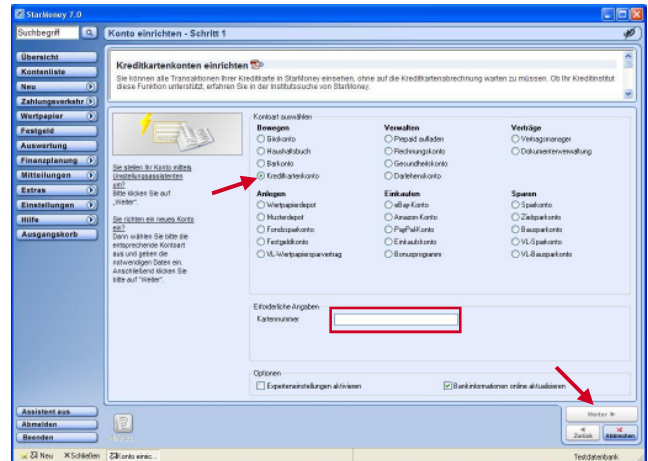 StarMoney 7.0
Suchbegriff
Konto einrichten - Schritt 1
Übersicht
Kontenliste
Neu
Zahlungsverkehr
Wertpapier
Festgeld
Auswertung
Finanzplanung
Mitteilungen
Extras
Einstellungen
Hilfe
Ausgangskorb
Kreditkartenkonto einrichten
Sie können alle Transaktionen Ihrer Kreditkarte in StarMoney einsehen, ohne auf die Kreditkartenabrechnung warten zu müssen. Ob Ihr Kreditinstitut
diese Funktion unterstützt, erfahren Sie in der Institutssuche von StarMoney.
Sie stellen Ihr Konto mittels
Umstellungsassistenten
um?
Bitte klicken Sie auf
„Weiter".
Sie richten ein neues Konto
ein?
Dann wählen Sie bitte die
entsprechende Kontoart
aus und geben die
notwendigen Daten ein.
Anschließend klicken Sie
bitte auf "Weiter".
Kontoart auswählen
Bewegen
Girokonto
Haushaltsbuch
Barkonto
Kreditkartenkonto
Verwalten
Prepaid aufladen
Rechnungskonto
Gesundheitskonto
Darlehenskonto
Verträge
Vertragsmanager
Dokumentenverwaltung
Anlegen
Wertpapierdepot
Musterdepot
Fondssparkonto
Festgeldkonto
VL-Wertpapiersparvertrag
Einkaufen
eBay-Konto
Amazon-Konto
PayPal-Konto
Einkaufskonto
Bonusprogramm
Sparen
Sparkonto
Zielsparkonto
Bausparkonto
VL-Sparkonto
VL-Bausparkonto
Erforderliche Angaben
Kartennummer
Optionen
Experteneinstellungen aktivieren
Bankinformationen online aktualisieren
Assistent aus
Abmelden
Beenden
Weiter
Zurück
Abbrechen
Neu
Schließen
Konto einric...
Testdatenbank